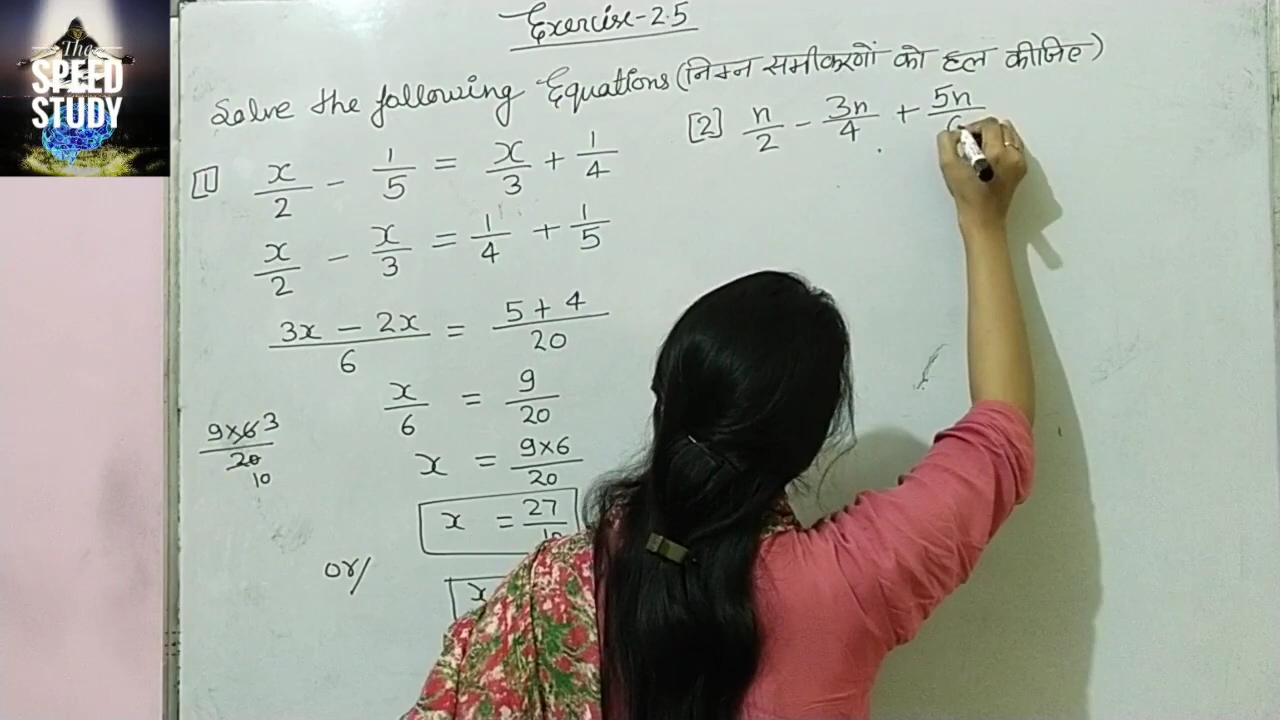 The
SPEED
STUDY
Exercise-2.5
Solve the following Equations (निम्न समीकरणों को हल कीजिए)
[1] x/2 - 1/5 = x/3 + 1/4
x/2 - x/3 = 1/4 + 1/5
3x - 2x/6 = 5+4/20
x/6 = 9/20
9×6 3/20 10
x = 9×6/20
x = 27/10
or/
x
[2] n/2 - 3n/4 + 5n/6